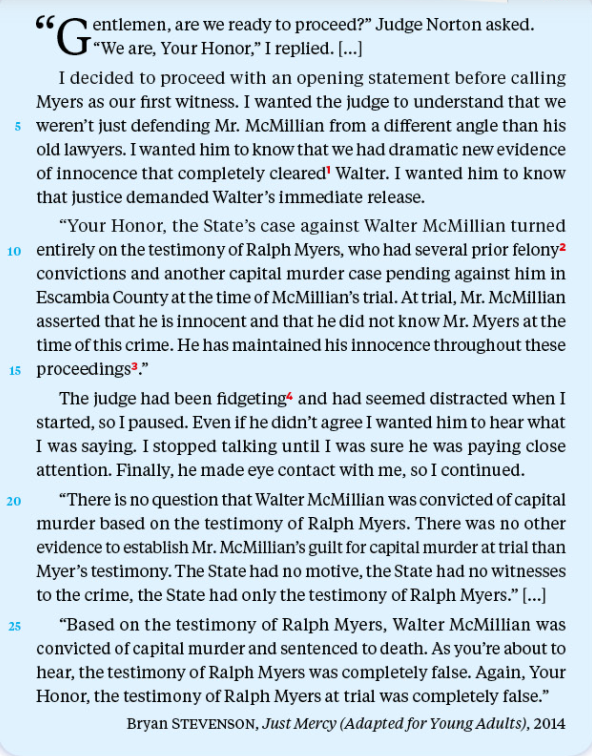 “Gentlemen, are we ready to proceed?” Judge Norton asked.
“We are, Your Honor,” I replied. [...]
I decided to proceed with an opening statement before calling
Myers as our first witness. I wanted the judge to understand that we
5 weren’t just defending Mr. McMillian from a different angle than his
old lawyers. I wanted him to know that we had dramatic new evidence
of innocence that completely cleared¹ Walter. I wanted him to know
that justice demanded Walter’s immediate release.
“Your Honor, the State’s case against Walter McMillian turned
10 entirely on the testimony of Ralph Myers, who had several prior felony²
convictions and another capital murder case pending against him in
Escambia County at the time of McMillian’s trial. At trial, Mr. McMillian
asserted that he is innocent and that he did not know Mr. Myers at the
time of this crime. He has maintained his innocence throughout these
15 proceedings³.”
The judge had been fidgeting⁴ and had seemed distracted when I
started, so I paused. Even if he didn’t agree I wanted him to hear what
I was saying. I stopped talking until I was sure he was paying close
attention. Finally, he made eye contact with me, so I continued.
20 “There is no question that Walter McMillian was convicted of capital
murder based on the testimony of Ralph Myers. There was no other
evidence to establish Mr. McMillian’s guilt for capital murder at trial than
Myer’s testimony. The State had no motive, the State had no witnesses
to the crime, the State had only the testimony of Ralph Myers.” [...]
25 “Based on the testimony of Ralph Myers, Walter McMillian was
convicted of capital murder and sentenced to death. As you’re about to
hear, the testimony of Ralph Myers was completely false. Again, Your
Honor, the testimony of Ralph Myers at trial was completely false.”
Bryan STEVENSON, Just Mercy (Adapted for Young Adults), 2014